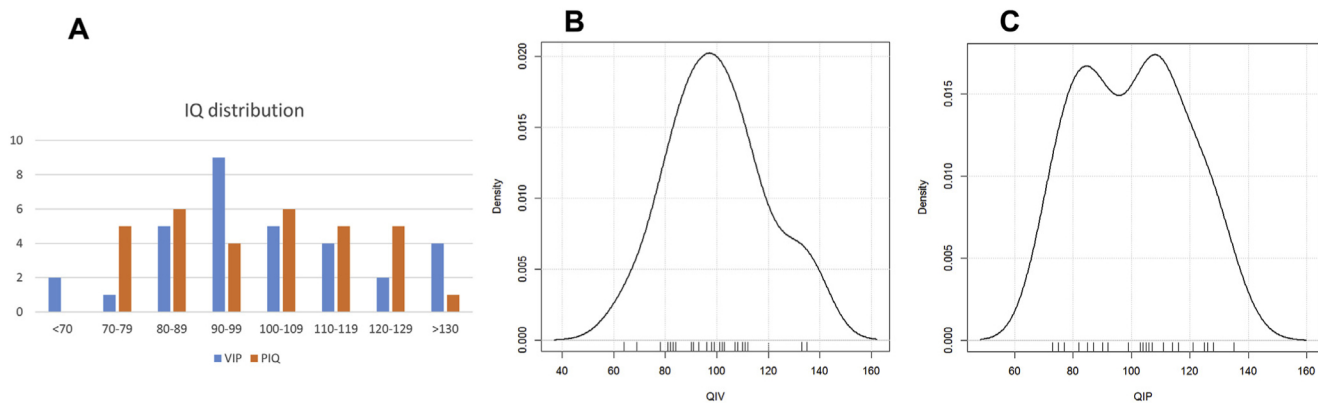 A
IQ distribution
10
8
6
4
2
0
<70 70-79 80-89 90-99 100-109 110-119 120-129 >130
VIP PIQ
B
0.020
0.015
0.010
0.005
0.000
Density
40 60 80 100 120 140 160
QIV
C
0.015
0.010
0.005
0.000
Density
60 80 100 120 140 160
QIP